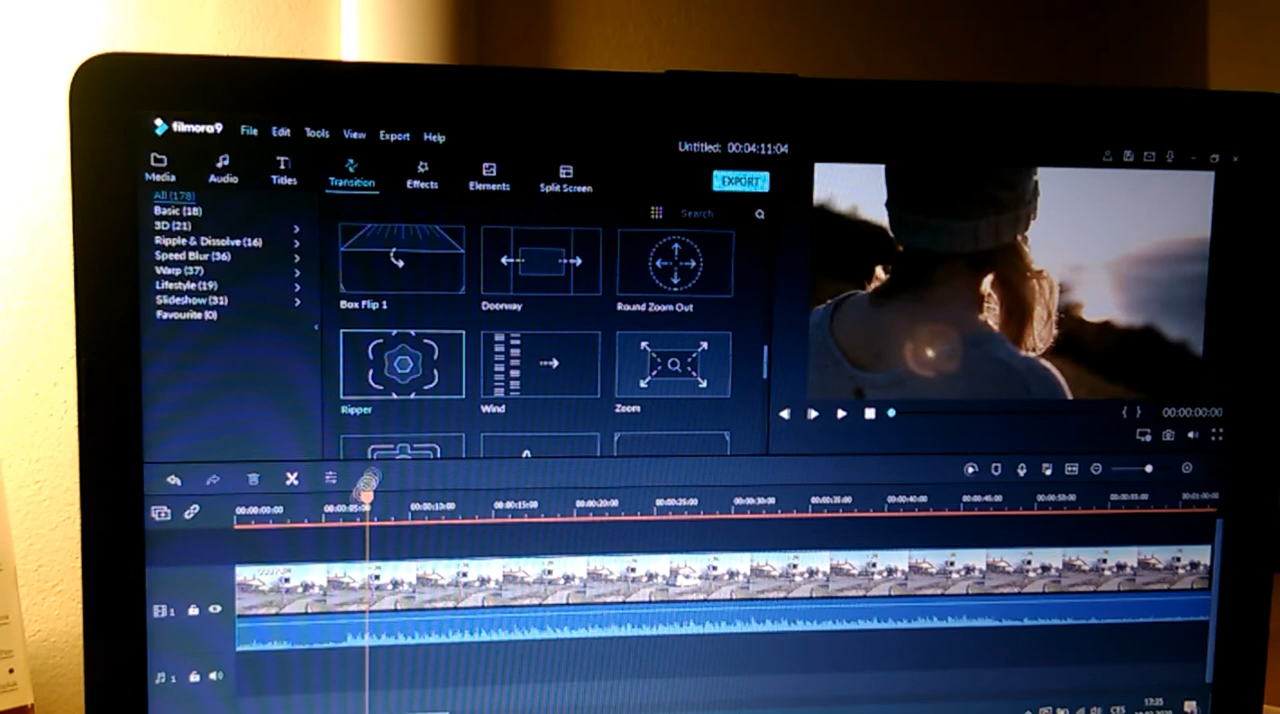 filmora9 File Edit Tools View Export Help
Untitled: 00:04:11:04
Media Audio Titles Transition Effects Elements Split Screen
EXPORT
All (178)
Basic (18)
3D (21)
Ripple & Dissolve (16)
Speed Blur (36)
Warp (37)
Lifestyle (19)
Slideshow (31)
Favourite (0)
Search
Box Flip 1 Doorway Round Zoom Out
Ripper Wind Zoom
{ } 00:00:00:00
00:00:00:00 00:00:05:00 00:00:10:00 00:00:15:00 00:00:20:00 00:00:25:00 00:00:30:00 00:00:35:00 00:00:40:00 00:00:45:00 00:00:50:00 00:00:55:00 00:01:00:00
1
1
CES 17:35